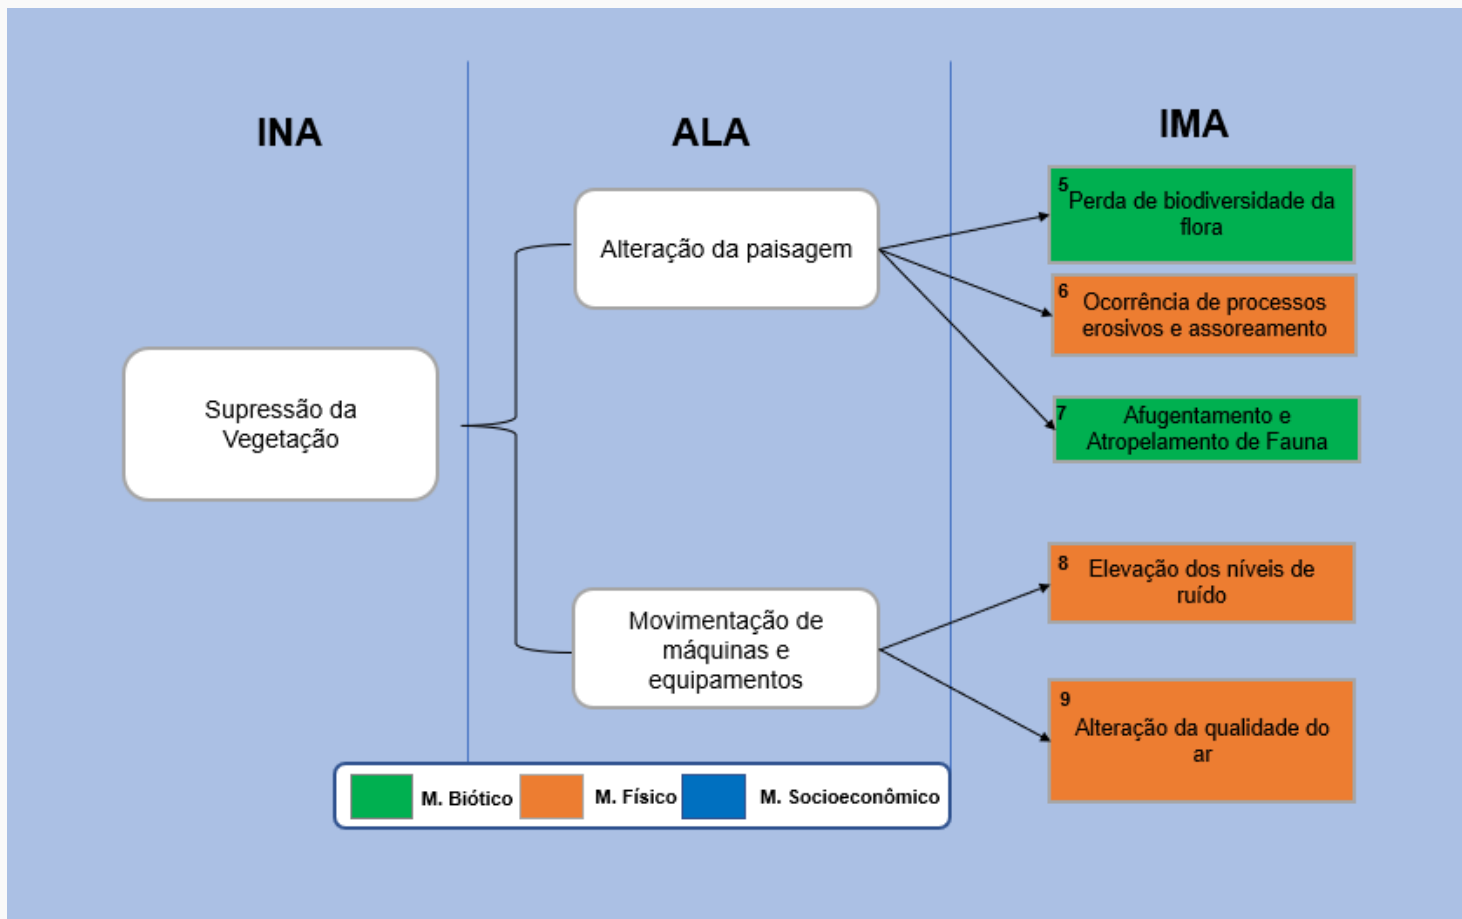 INA
ALA
IMA
Supressão da
Vegetação
Alteração da paisagem
Movimentação de
máquinas e
equipamentos
5
Perda de biodiversidade da
flora
6
Ocorrência de processos
erosivos e assoreamento
7
Afugentamento e
Atropelamento de Fauna
8
Elevação dos níveis de
ruído
9
Alteração da qualidade do
ar
M. Biótico
M. Físico
M. Socioeconômico